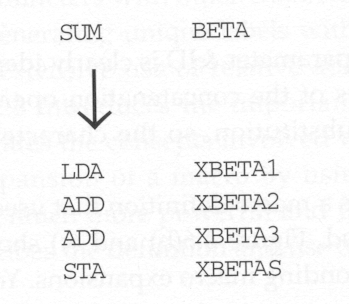 SUM BETA
LDA XBETA1
ADD XBETA2
ADD XBETA3
STA XBETAS